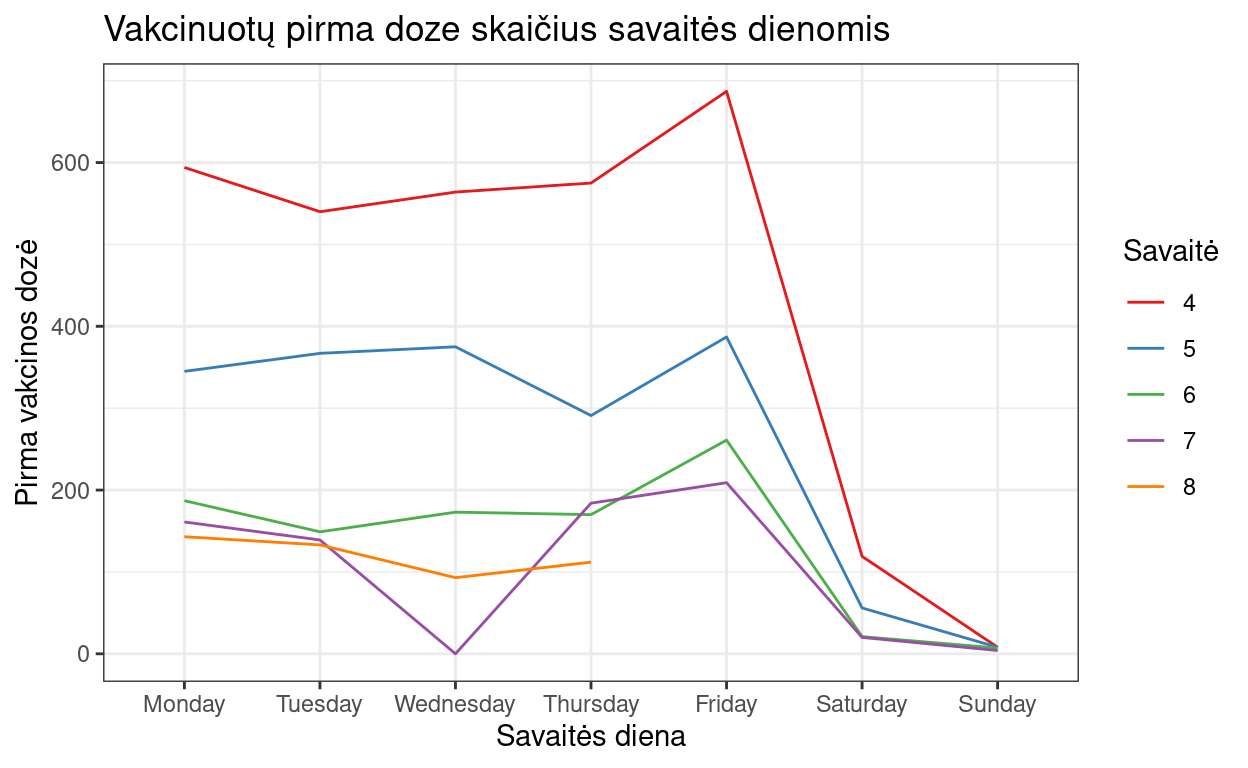 Vakcinuotų pirma doze skaičius savaitės dienomis
Pirma vakcinos dozė
600
400
200
0
Monday
Tuesday
Wednesday
Thursday
Friday
Saturday
Sunday
Savaitės diena
Savaitė
4
5
6
7
8